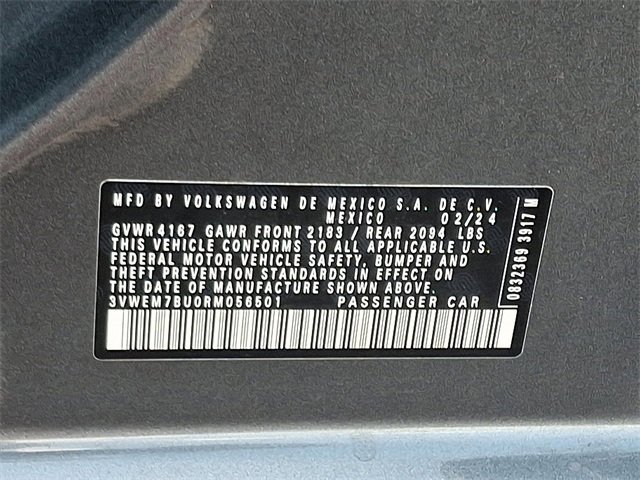 MFD BY VOLKSWAGEN DE MEXICO S.A. DE C.V.
MEXICO 02/24
GVWR 4167 GAWR FRONT 2183 / REAR 2094 LBS
THIS VEHICLE CONFORMS TO ALL APPLICABLE U.S.
FEDERAL MOTOR VEHICLE SAFETY, BUMPER AND
THEFT PREVENTION STANDARDS IN EFFECT ON
THE DATE OF MANUFACTURE SHOWN ABOVE.
3VWEM7BU0RM056501 PASSENGER CAR
0832369 3917 M